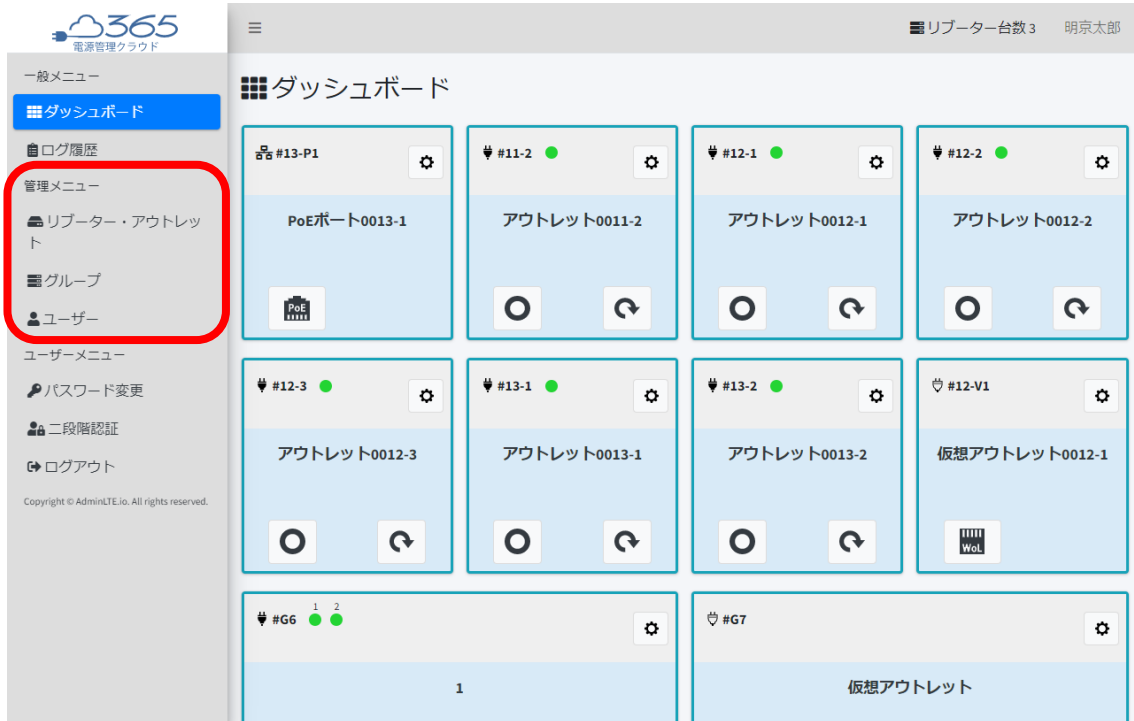 365
電源管理クラウド
リブーター台数 3
明京太郎
一般メニュー
ダッシュボード
ログ履歴
管理メニュー
リブーター・アウトレッ
ト
グループ
ユーザー
ユーザーメニュー
パスワード変更
二段階認証
ログアウト
Copyright © AdminLTE.io. All rights reserved.
ダッシュボード
#13-P1
PoEポート0013-1
PoE
#11-2
アウトレット0011-2
#12-1
アウトレット0012-1
#12-2
アウトレット0012-2
#12-3
アウトレット0012-3
#13-1
アウトレット0013-1
#13-2
アウトレット0013-2
#12-V1
仮想アウトレット0012-1
WoL
#G6
1 2
1
#G7
仮想アウトレット